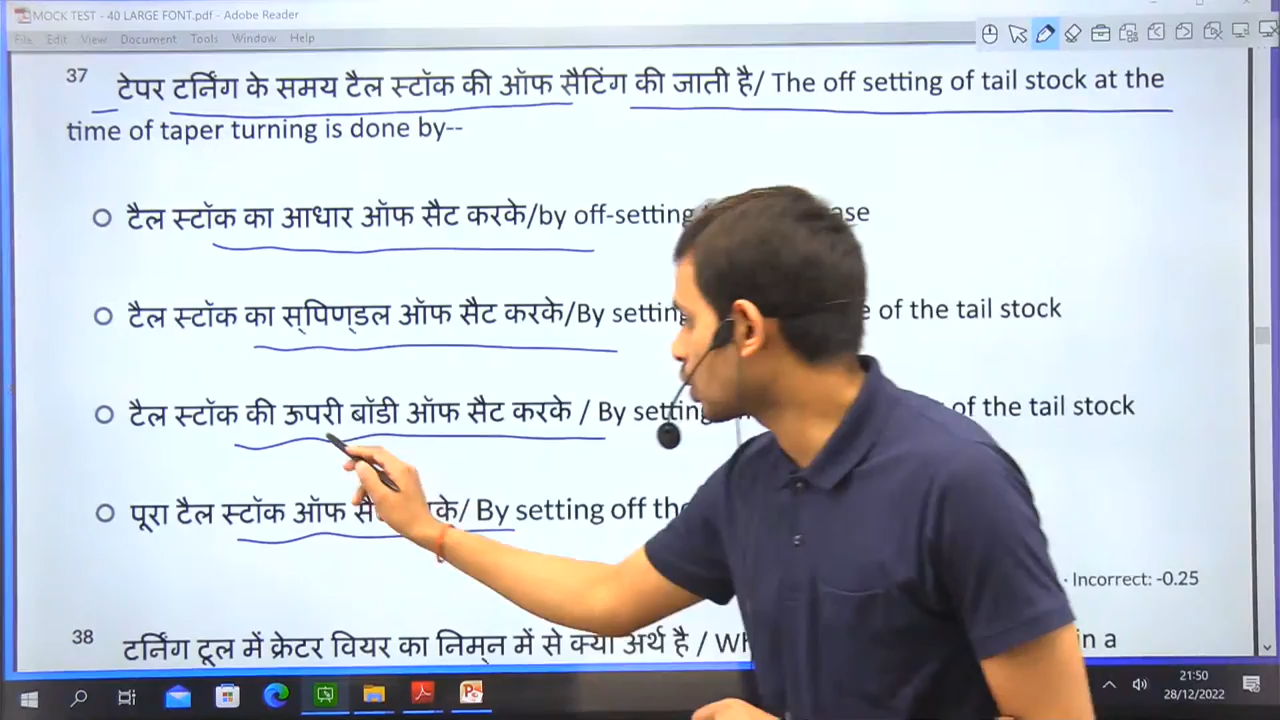 MOCK TEST - 40 LARGE FONT.pdf - Adobe Reader
File Edit View Document Tools Window Help
37 टेपर टर्निंग के समय टैल स्टॉक की ऑफ सैटिंग की जाती है/ The off setting of tail stock at the
time of taper turning is done by--
टैल स्टॉक का आधार ऑफ सैट करके/by off-setting
टैल स्टॉक का स्पिण्डल ऑफ सैट करके/By setting of the tail stock
टैल स्टॉक की ऊपरी बॉडी ऑफ सैट करके / By setting of the tail stock
पूरा टैल स्टॉक ऑफ By setting off
Incorrect: -0.25
38 टर्निंग टूल में क्रेटर वियर का निम्न में से क्या अर्थ है / in a
21:50
28/12/2022